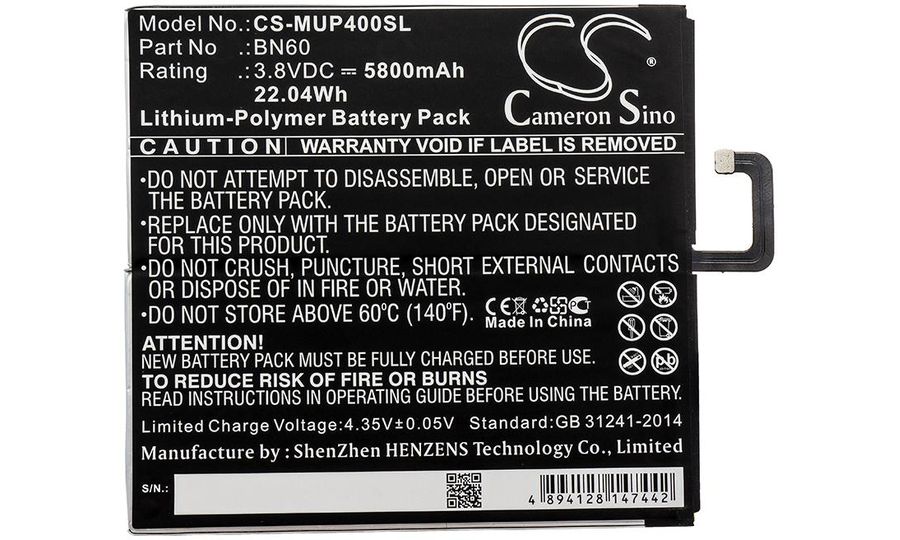 Model No.:CS-MUP400SL
Part No .:BN60
Rating .:3.8VDC ⎓ 5800mAh
22.04Wh
Lithium-Polymer Battery Pack
CS
®
Cameron Sino
CAUTION WARRANTY VOID IF LABEL IS REMOVED
•DO NOT ATTEMPT TO DISASSEMBLE, OPEN OR SERVICE
THE BATTERY PACK.
•REPLACE ONLY WITH THE BATTERY PACK DESIGNATED
FOR THIS PRODUCT.
•DO NOT CRUSH, PUNCTURE, SHORT EXTERNAL CONTACTS
OR DISPOSE OF IN FIRE OR WATER.
•DO NOT STORE ABOVE 60°C (140°F).
CE
Made In China
ATTENTION!
NEW BATTERY PACK MUST BE FULLY CHARGED BEFORE USE.
TO REDUCE RISK OF FIRE OR BURNS
READ INSTRUCTIONS IN OPERATING GUIDE BEFORE USING THE BATTERY.
Limited Charge Voltage:4.35V±0.05V Standard:GB 31241-2014
Manufacture by : ShenZhen HENZENS Technology Co., Limited
S/N.:
4 894128 147442